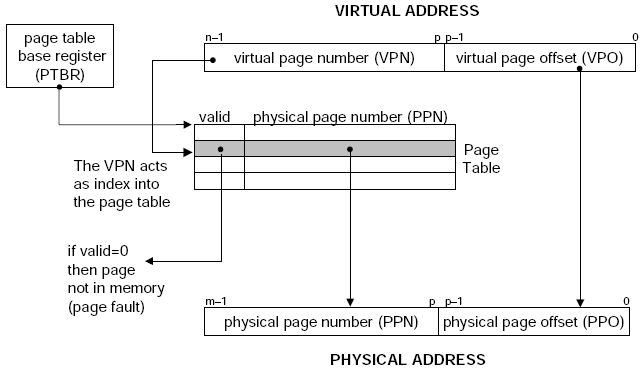 VIRTUAL ADDRESS
page table
base register
(PTBR)
n–1 p p–1 0
virtual page number (VPN) virtual page offset (VPO)
valid physical page number (PPN)
Page
Table
The VPN acts
as index into
the page table
if valid=0
then page
not in memory
(page fault)
m–1 p p–1 0
physical page number (PPN) physical page offset (PPO)
PHYSICAL ADDRESS